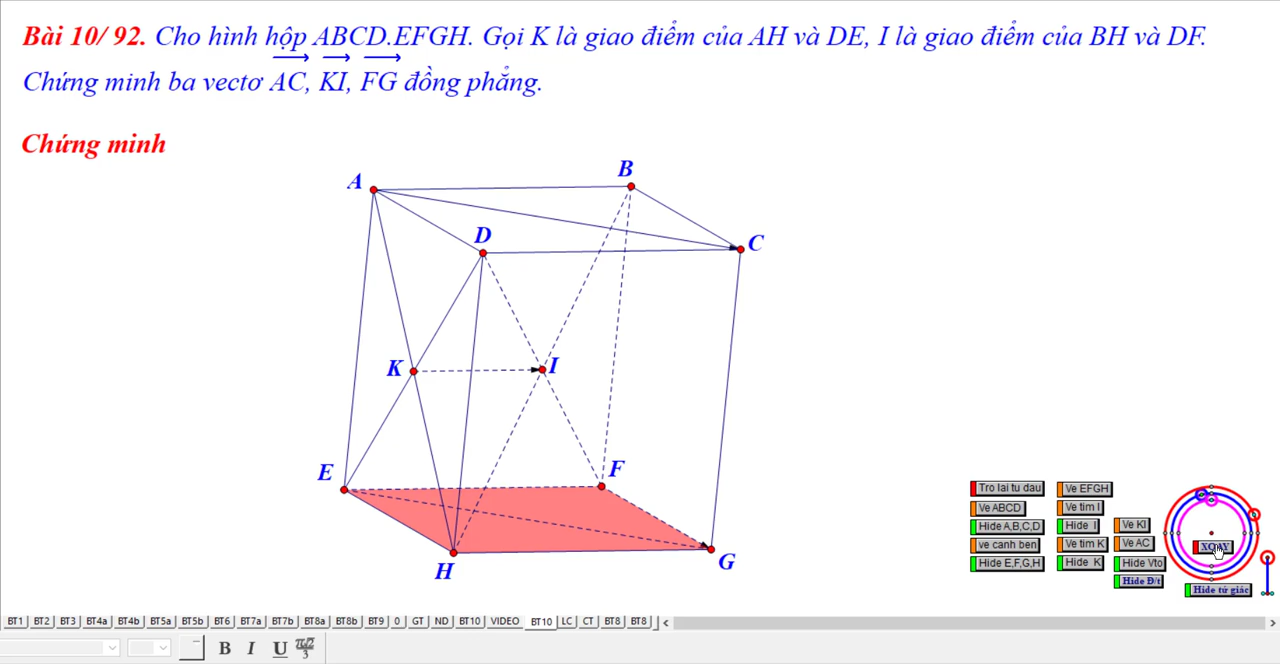 Bài 10/ 92. Cho hình hộp ABCD.EFGH. Gọi K là giao điểm của AH và DE, I là giao điểm của BH và DF.
Chứng minh ba vectơ AC, KI, FG đồng phẳng.
Chứng minh
A
B
D
C
K
I
E
F
H
G
Tro lai tu dau
Ve EFGH
Ve ABCD
Ve tim I
Hide A,B,C,D
Hide I
Ve KI
ve canh ben
Ve tim K
Ve AC
XOAY
Hide E,F,G,H
Hide K
Hide Vto
Hide Đ/t
Hide tứ giác
BT1 BT2 BT3 BT4a BT4b BT5a BT5b BT6 BT7a BT7b BT8a BT8b BT9 0 GT ND BT10 VIDEO BT10 LC CT BT8 BT8
B I U